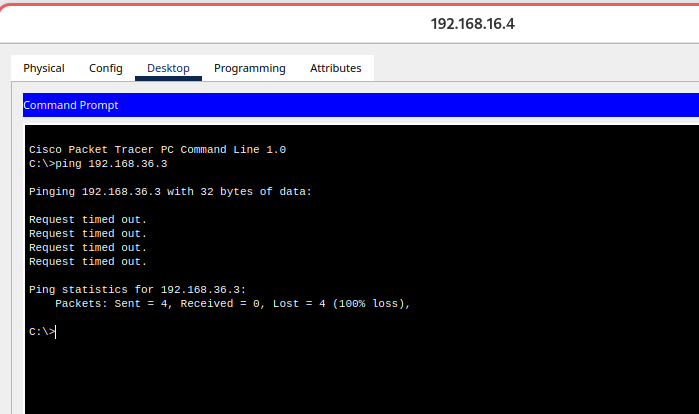 192.168.16.4
Physical Config Desktop Programming Attributes
Command Prompt
Cisco Packet Tracer PC Command Line 1.0
C:\>ping 192.168.36.3
Pinging 192.168.36.3 with 32 bytes of data:
Request timed out.
Request timed out.
Request timed out.
Request timed out.
Ping statistics for 192.168.36.3:
Packets: Sent = 4, Received = 0, Lost = 4 (100% loss),
C:\>